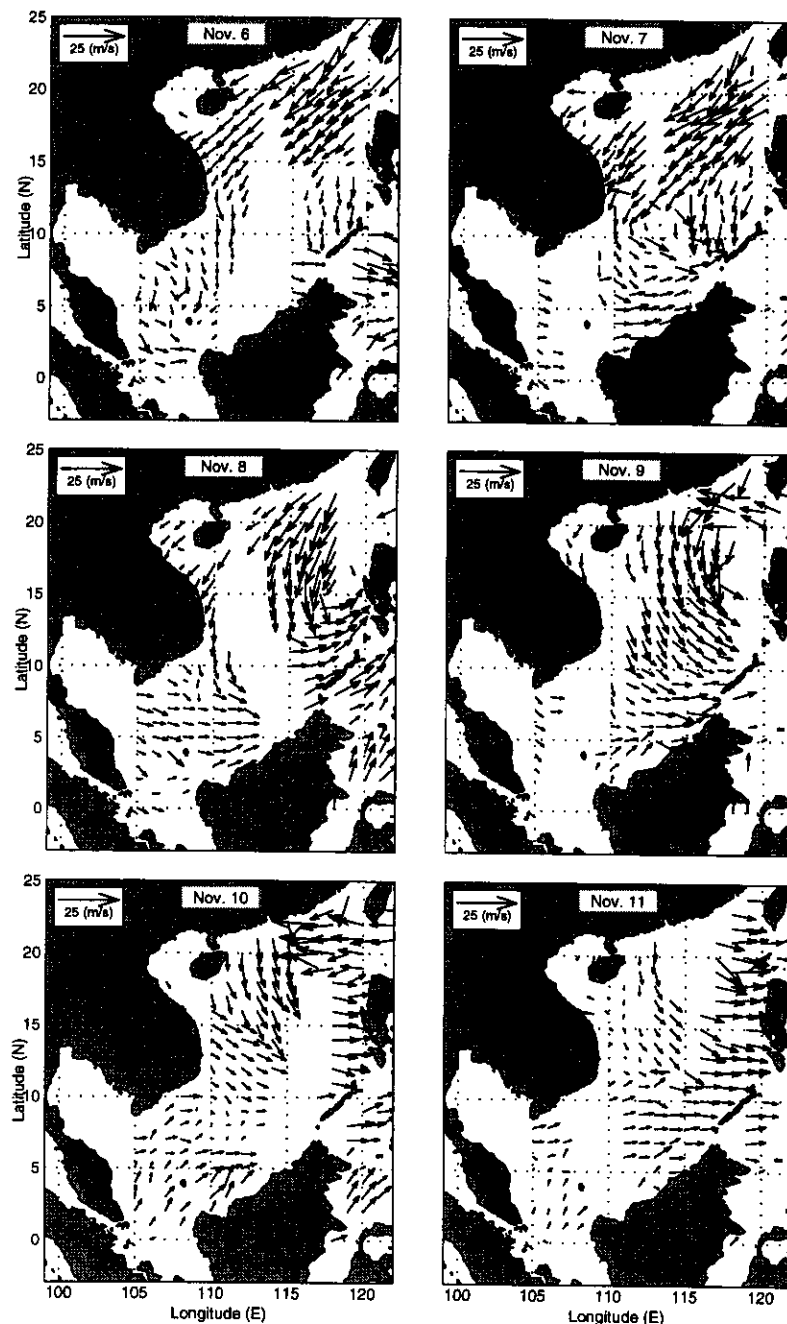 25
Nov. 6
25 (m/s)
20
15
10
5
0
Latitude (N)
Nov. 7
25 (m/s)
25
Nov. 8
25 (m/s)
20
15
10
5
0
Latitude (N)
Nov. 9
25 (m/s)
25
Nov. 10
25 (m/s)
20
15
10
5
0
Latitude (N)
100 105 110 115 120
Longitude (E)
Nov. 11
25 (m/s)
100 105 110 115 120
Longitude (E)